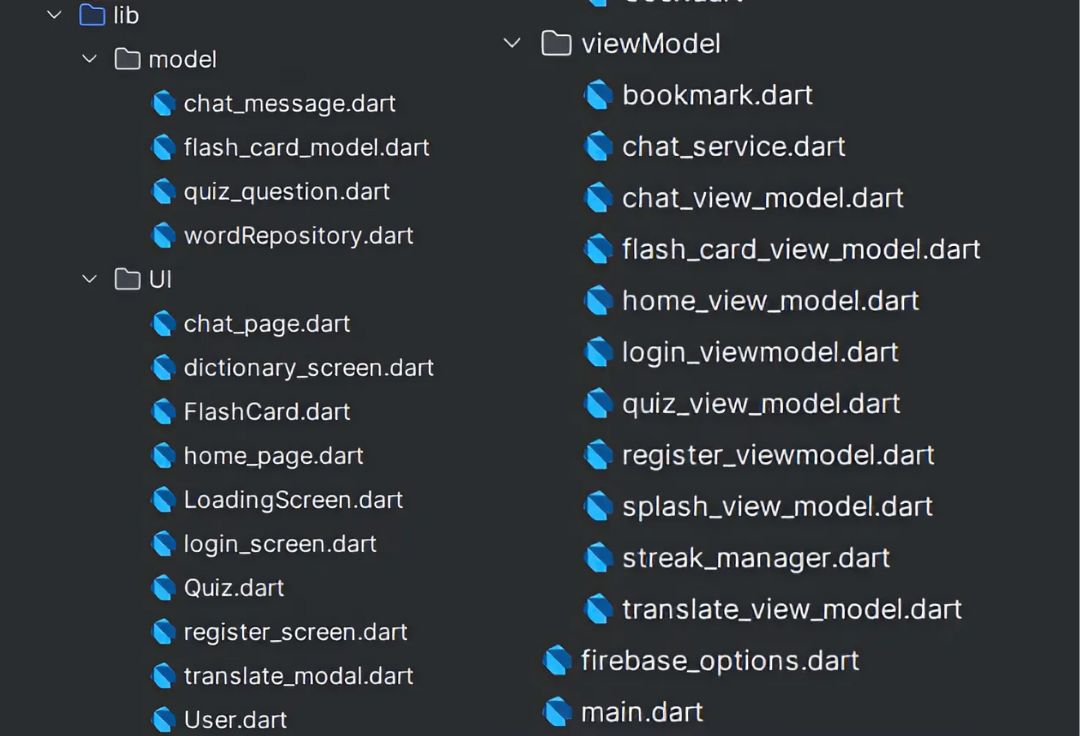 lib
model
chat_message.dart
flash_card_model.dart
quiz_question.dart
wordRepository.dart
UI
chat_page.dart
dictionary_screen.dart
FlashCard.dart
home_page.dart
LoadingScreen.dart
login_screen.dart
Quiz.dart
register_screen.dart
translate_modal.dart
User.dart
viewModel
bookmark.dart
chat_service.dart
chat_view_model.dart
flash_card_view_model.dart
home_view_model.dart
login_viewmodel.dart
quiz_view_model.dart
register_viewmodel.dart
splash_view_model.dart
streak_manager.dart
translate_view_model.dart
firebase_options.dart
main.dart